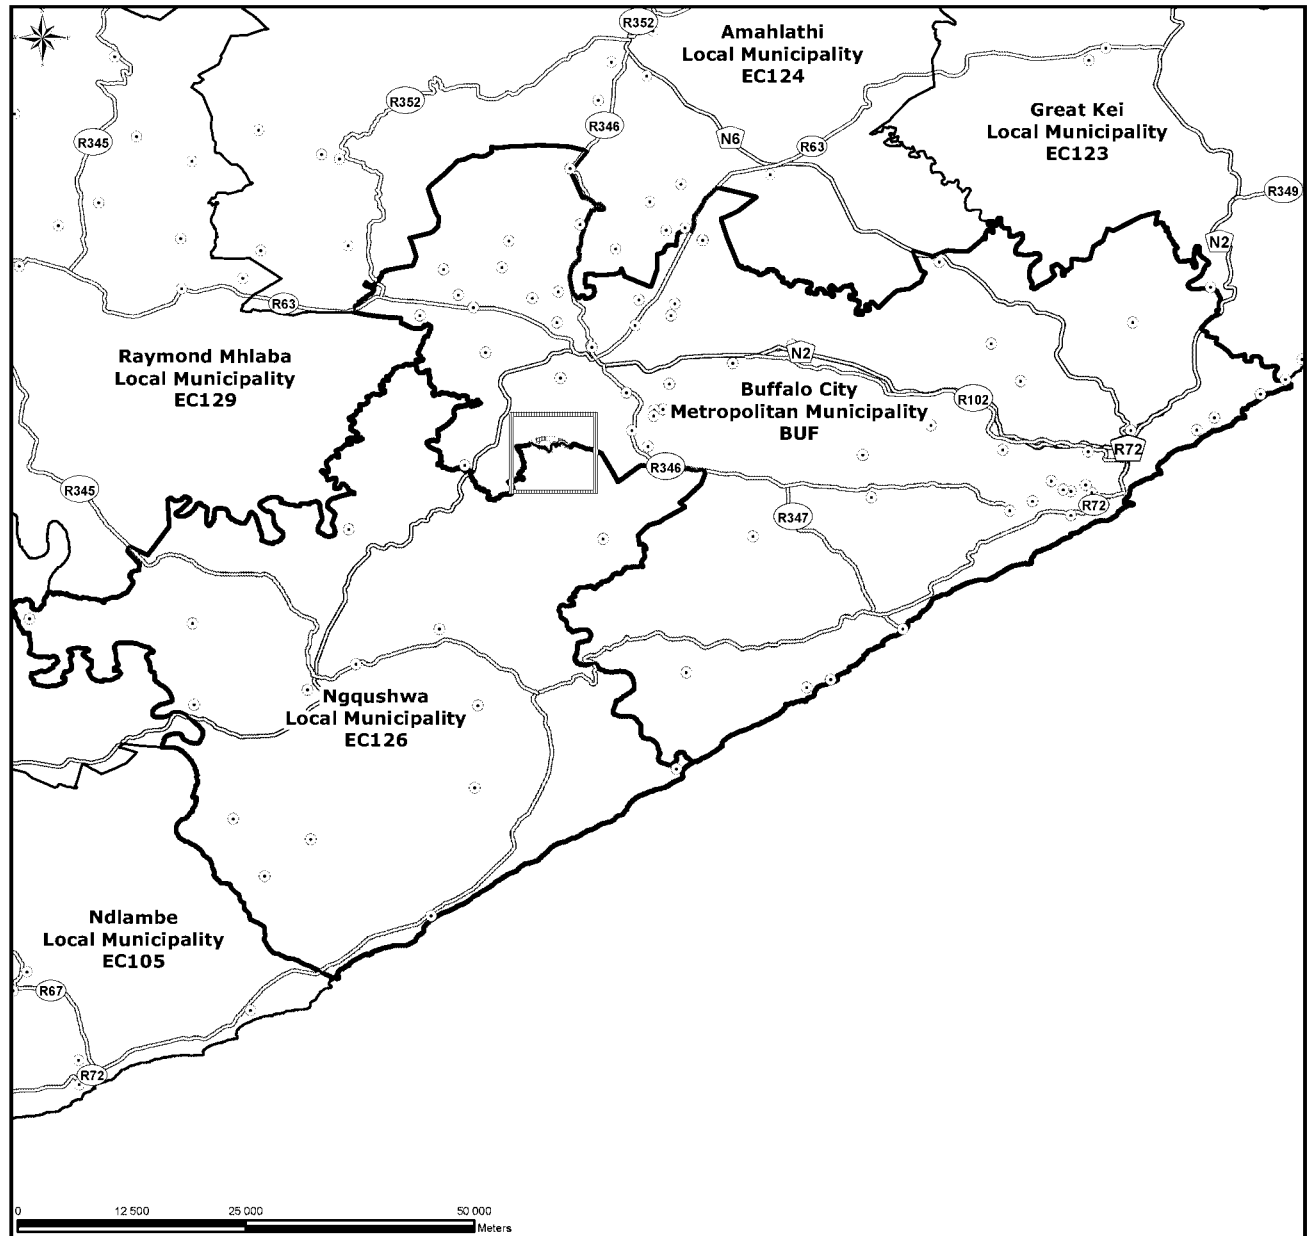 R352
Amahlathi
Local Municipality
EC124
R352
R346
N6
R63
R345
Great Kei
Local Municipality
EC123
R349
N2
R63
Raymond Mhlaba
Local Municipality
EC129
N2
Buffalo City
Metropolitan Municipality
BUF
R102
R72
R346
R345
R347
R72
Ngqushwa
Local Municipality
EC126
Ndlambe
Local Municipality
EC105
R67
R72
0 12 500 25 000 50 000
Meters